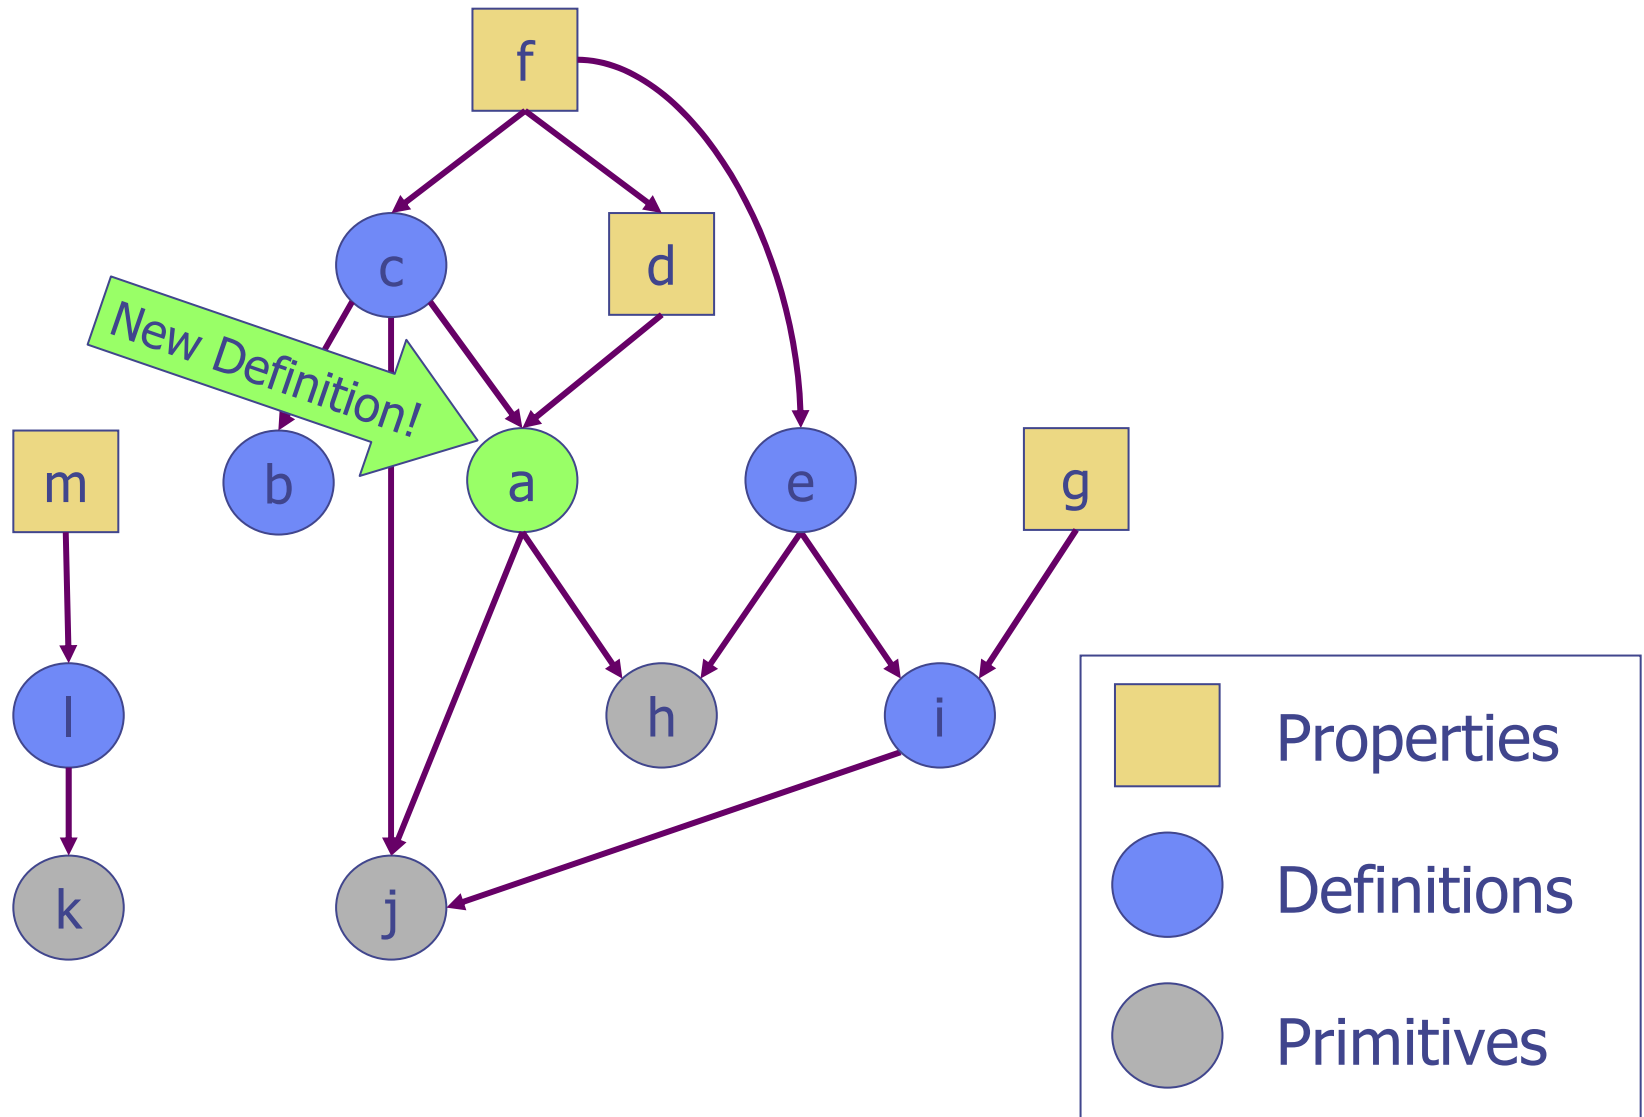 f
c
d
New Definition!
m
b
a
e
g
l
h
i
k
j
Properties
Definitions
Primitives